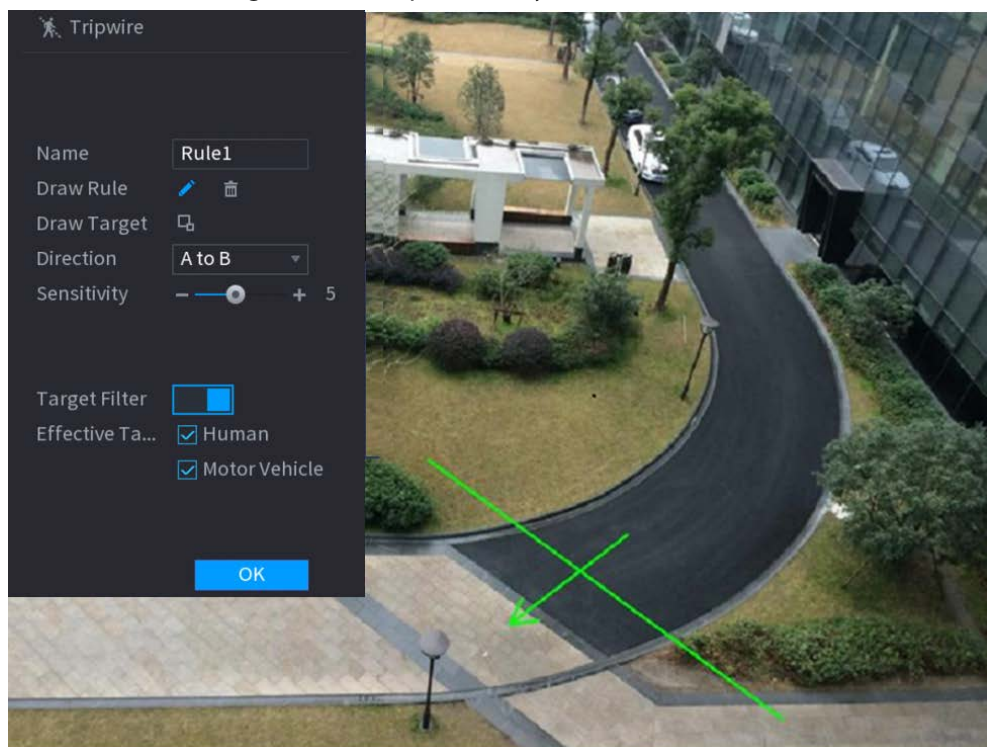 Tripwire
Name Rule1
Draw Rule
Draw Target
Direction A to B
Sensitivity - + 5
Target Filter
Effective Ta... Human
Motor Vehicle
OK